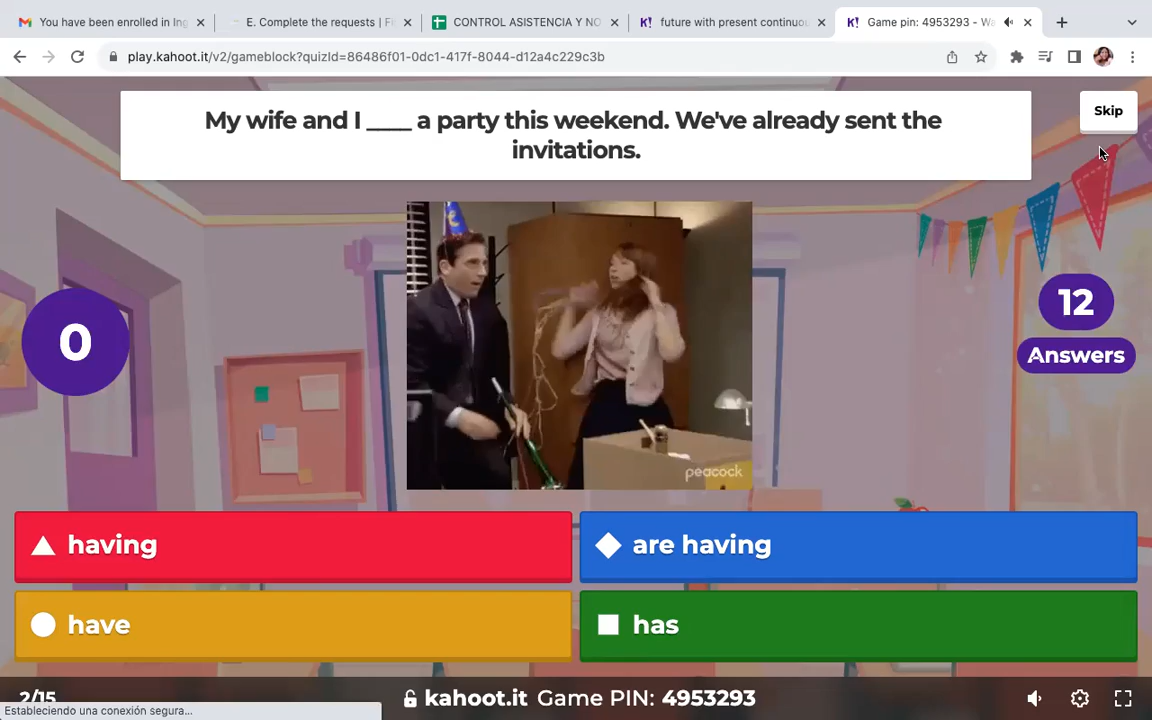 You have been enrolled in Ing
E. Complete the requests | Fl
CONTROL ASISTENCIA Y NO
future with present continuou
Game pin: 4953293 - Wa
play.kahoot.it/v2/gameblock?quizId=86486f01-0dc1-417f-8044-d12a4c229c3b
My wife and I ____ a party this weekend. We've already sent the
invitations.
Skip
0
12
Answers
peacock
having
are having
have
has
2/15
kahoot.it Game PIN: 4953293
Estableciendo una conexión segura...